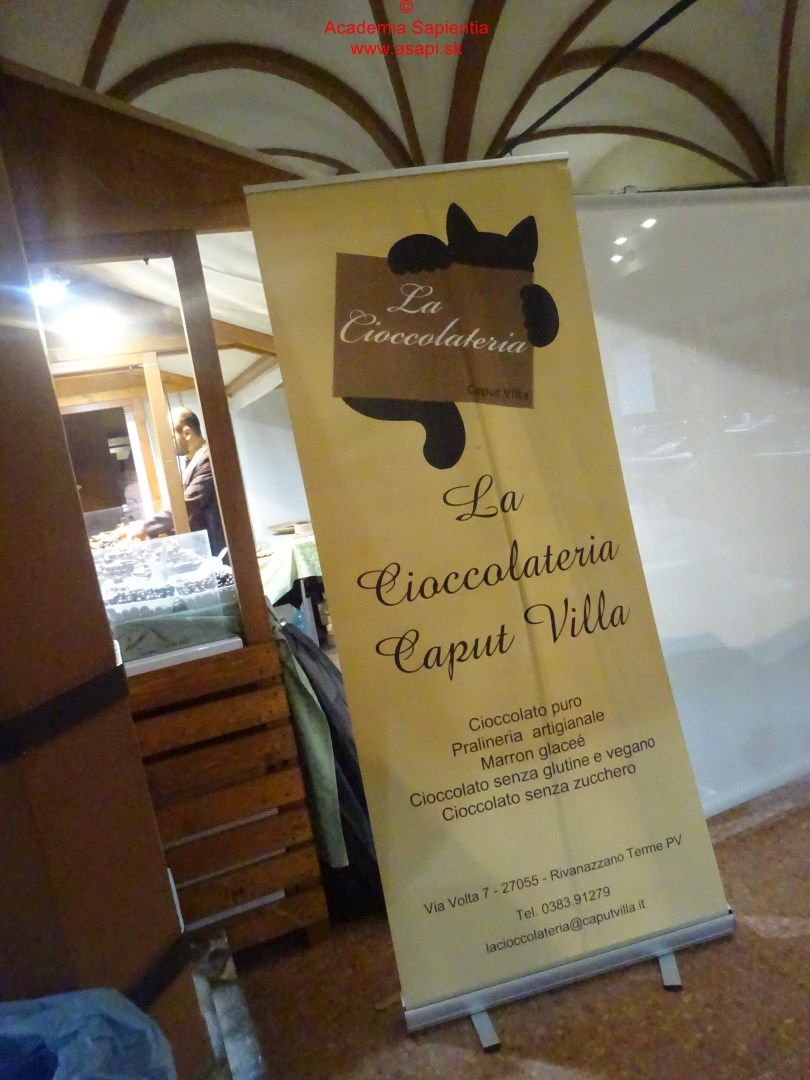 ©
Academia Sapientia
www.asapi.sk
La
Cioccolateria
Caput Villa
La
Cioccolateria
Caput Villa
Cioccolato puro
Pralineria artigianale
Marron glaceé
Cioccolato senza glutine e vegano
Cioccolato senza zucchero
Via Volta 7 - 27055 - Rivanazzano Terme PV
Tel. 0383.91279
lacioccolateria@caputvilla.it